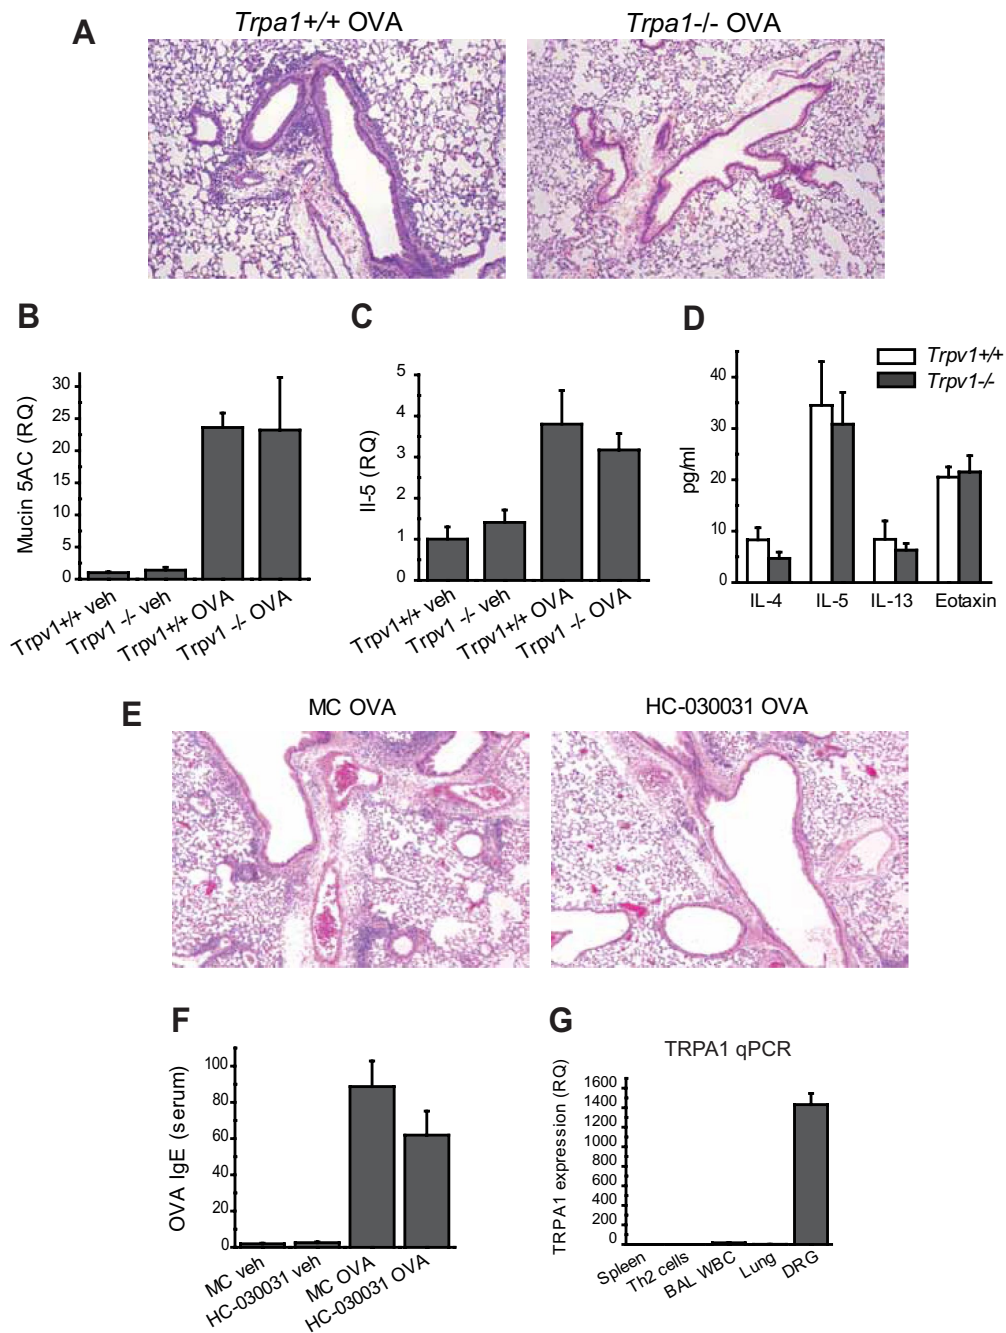 A
Trpa1+/+ OVA
Trpa1-/- OVA
B
Mucin 5AC (RQ)
30
25
20
15
10
5
0
Trpv1+/+ veh
Trpv1 -/- veh
Trpv1+/+ OVA
Trpv1 -/- OVA
C
Il-5 (RQ)
5
4
3
2
1
0
Trpv1+/+ veh
Trpv1 -/- veh
Trpv1+/+ OVA
Trpv1 -/- OVA
D
Trpv1+/+
Trpv1-/-
pg/ml
40
30
20
10
0
IL-4
IL-5
IL-13
Eotaxin
E
MC OVA
HC-030031 OVA
F
OVA IgE (serum)
100
80
60
40
20
0
MC veh
HC-030031 veh
MC OVA
HC-030031 OVA
G
TRPA1 qPCR
TRPA1 expression (RQ)
1600
1400
1200
1000
800
600
400
200
0
Spleen
Th2 cells
BAL WBC
Lung
DRG